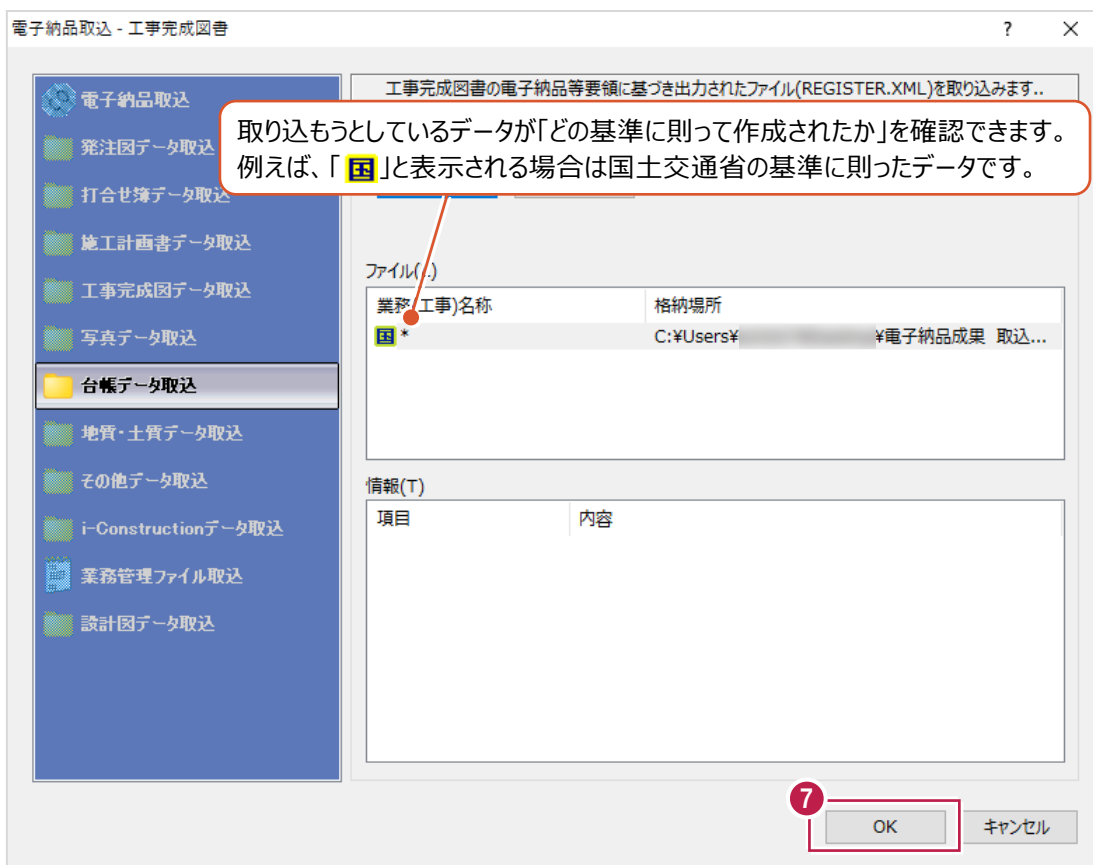 電子納品取込 - 工事完成図書
?
×
電子納品取込
発注図データ取込
打合せ簿データ取込
施工計画書データ取込
工事完成図データ取込
写真データ取込
台帳データ取込
地質・土質データ取込
その他データ取込
i-Constructionデータ取込
業務管理ファイル取込
設計図データ取込
工事完成図書の電子納品等要領に基づき出力されたファイル(REGISTER.XML)を取り込みます..
取り込もうとしているデータが「どの基準に則って作成されたか」を確認できます。
例えば、「国」と表示される場合は国土交通省の基準に則ったデータです。
ファイル(.)
業務(工事)名称 格納場所
国 * C:¥Users¥ ¥電子納品成果 取込...
情報(T)
項目 内容
7
OK キャンセル